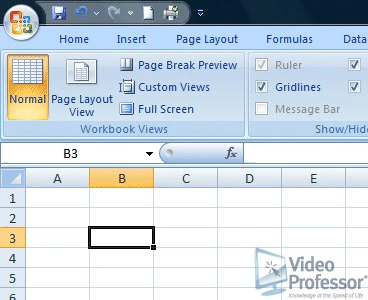 Home Insert Page Layout Formulas Data
Normal
Page Layout View
Page Break Preview
Custom Views
Full Screen
Workbook Views
Ruler
Gridlines
Message Bar
Show/Hid
B3
fx
A B C D E
1
2
3
4
5
6
Video Professor®
Knowledge at the Speed of Life